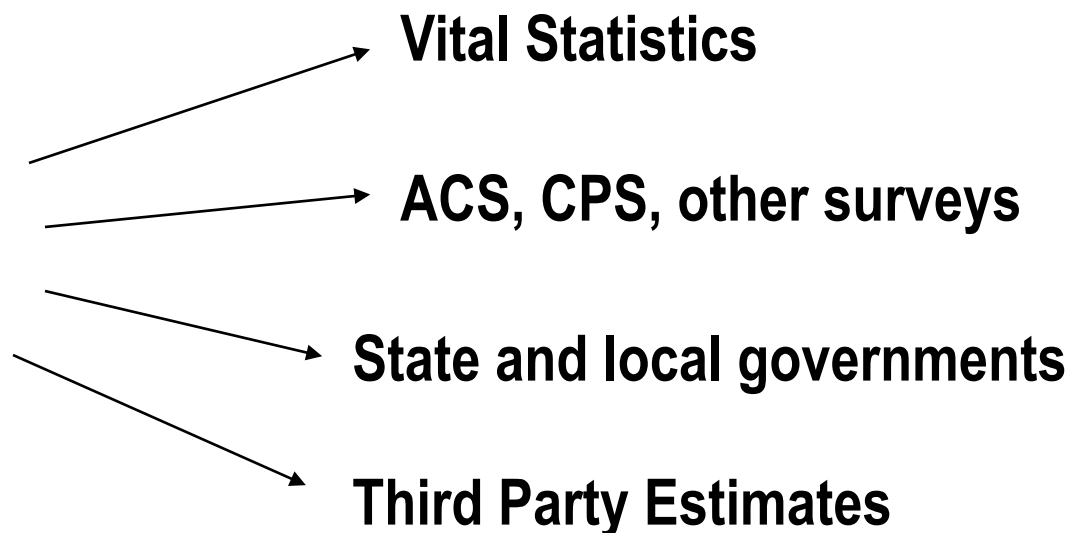 Vital Statistics
ACS, CPS, other surveys
State and local governments
Third Party Estimates